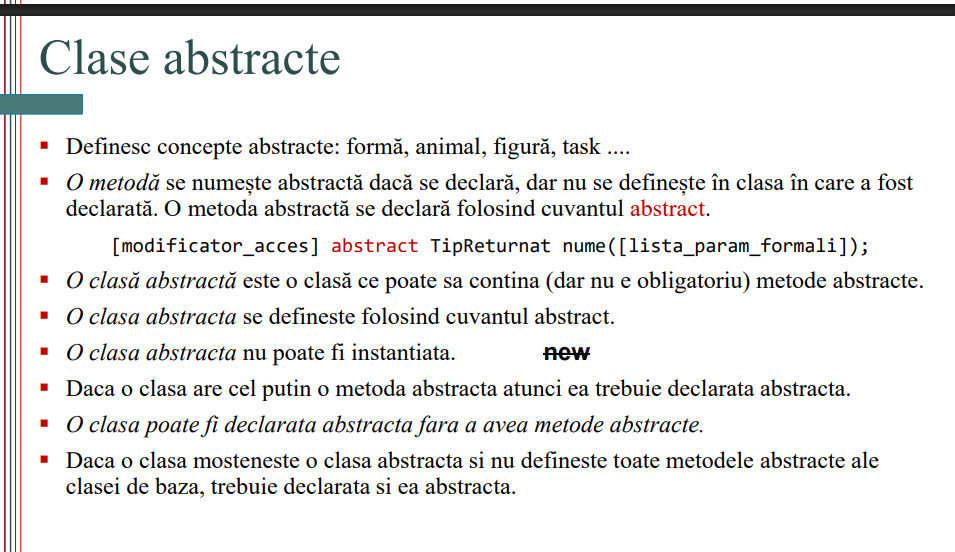 Clase abstracte
Definesc concepte abstracte: formă, animal, figură, task ....
O metodă se numește abstractă dacă se declară, dar nu se definește în clasa în care a fost
declarată. O metoda abstractă se declară folosind cuvantul abstract.
[modificator_acces] abstract TipReturnat nume([lista_param_formali]);
O clasă abstractă este o clasă ce poate sa contina (dar nu e obligatoriu) metode abstracte.
O clasa abstracta se defineste folosind cuvantul abstract.
O clasa abstracta nu poate fi instantiata. new
Daca o clasa are cel putin o metoda abstracta atunci ea trebuie declarata abstracta.
O clasa poate fi declarata abstracta fara a avea metode abstracte.
Daca o clasa mosteneste o clasa abstracta si nu defineste toate metodele abstracte ale
clasei de baza, trebuie declarata si ea abstracta.